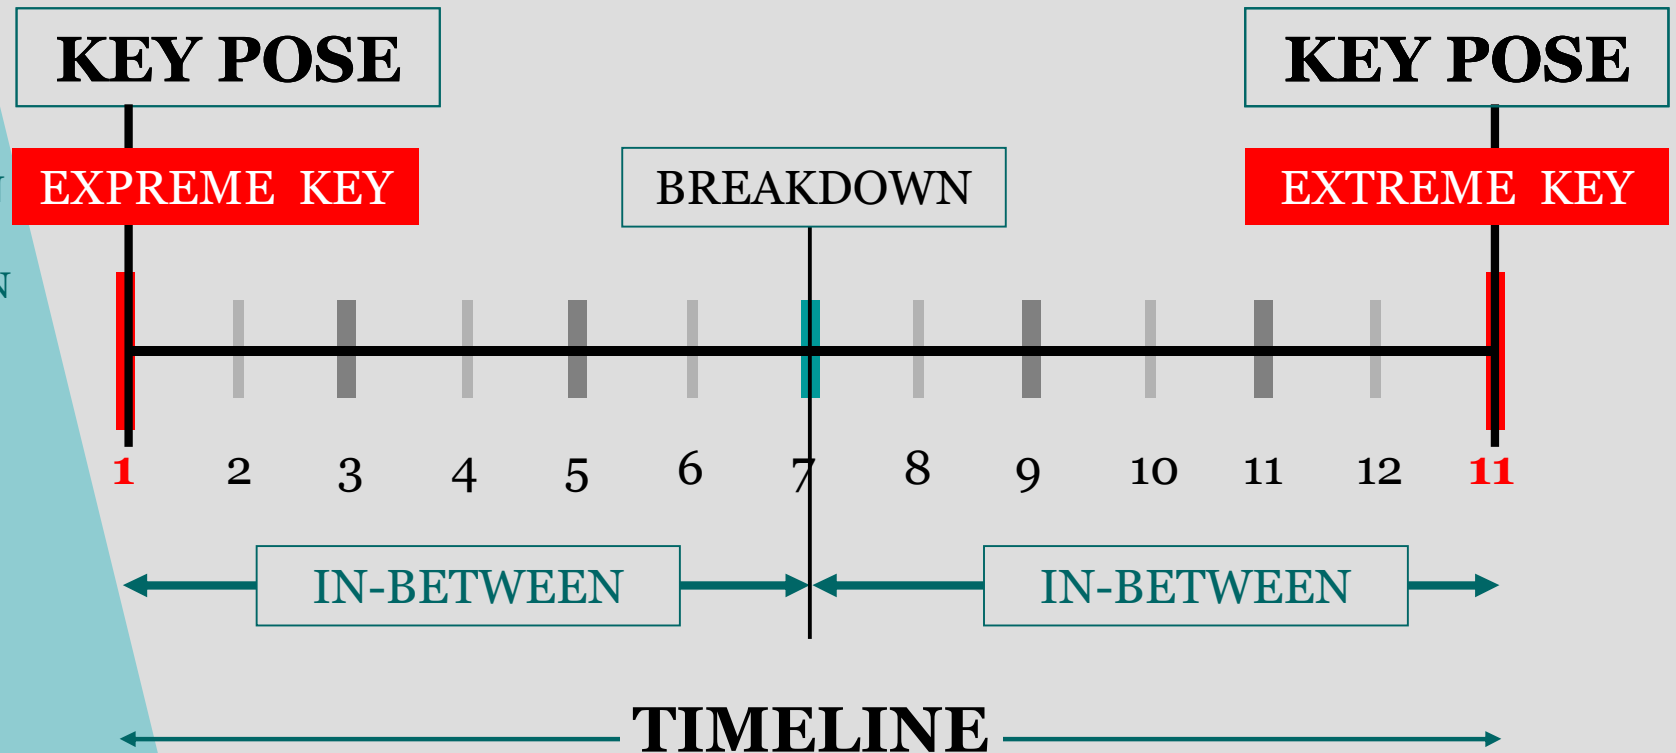 KEY POSE KEY POSE
EXPREME KEY BREAKDOWN EXTREME KEY
1 2 3 4 5 6 7 8 9 10 11 12 11
IN-BETWEEN IN-BETWEEN
TIMELINE